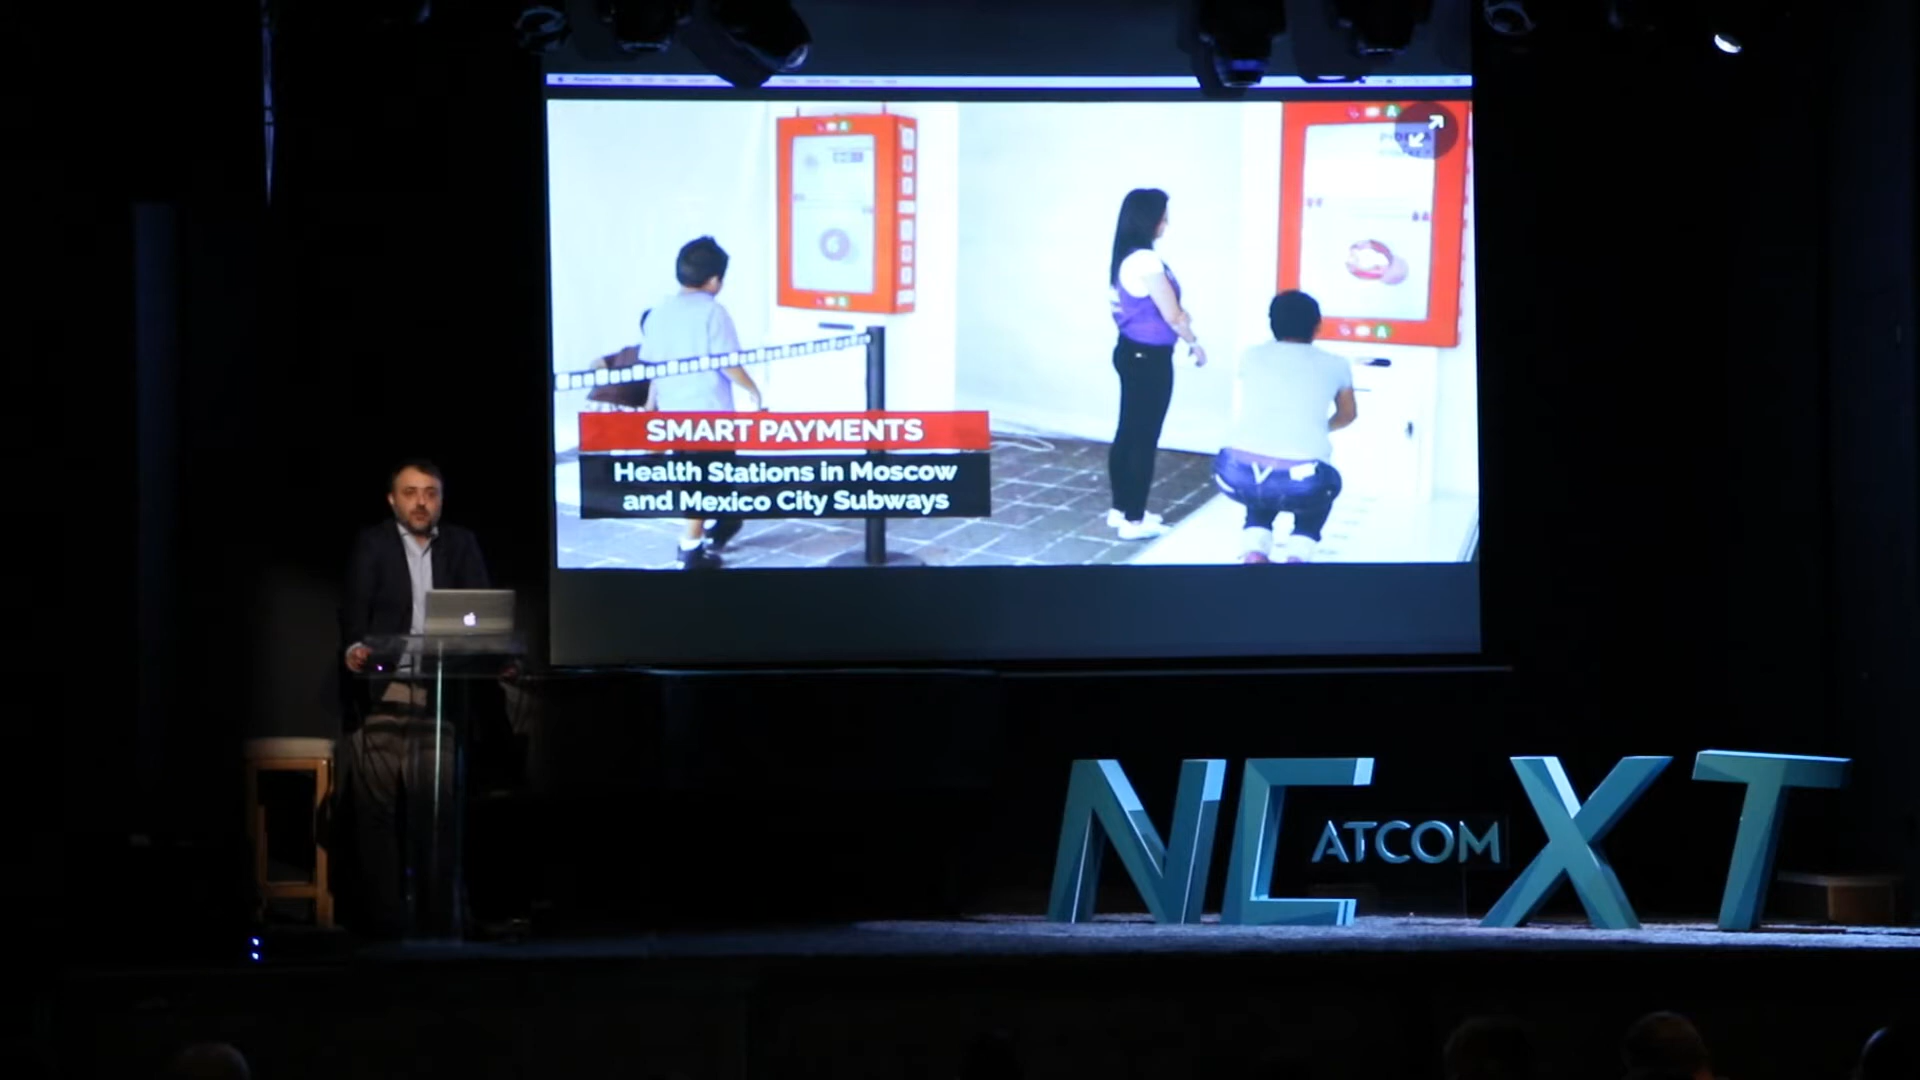 SMART PAYMENTS
Health Stations in Moscow
and Mexico City Subways
NEXT
ATCOM